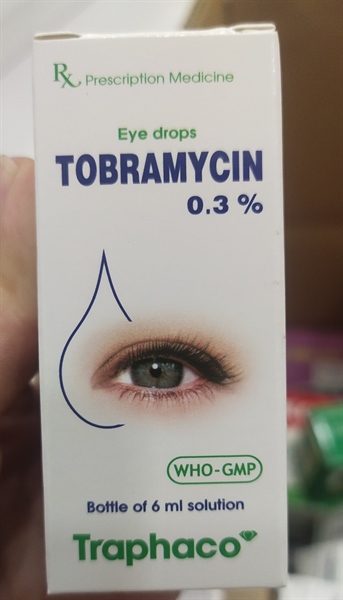 Rx Prescription Medicine
Eye drops
TOBRAMYCIN
0.3 %
WHO-GMP
Bottle of 6 ml solution
Traphaco